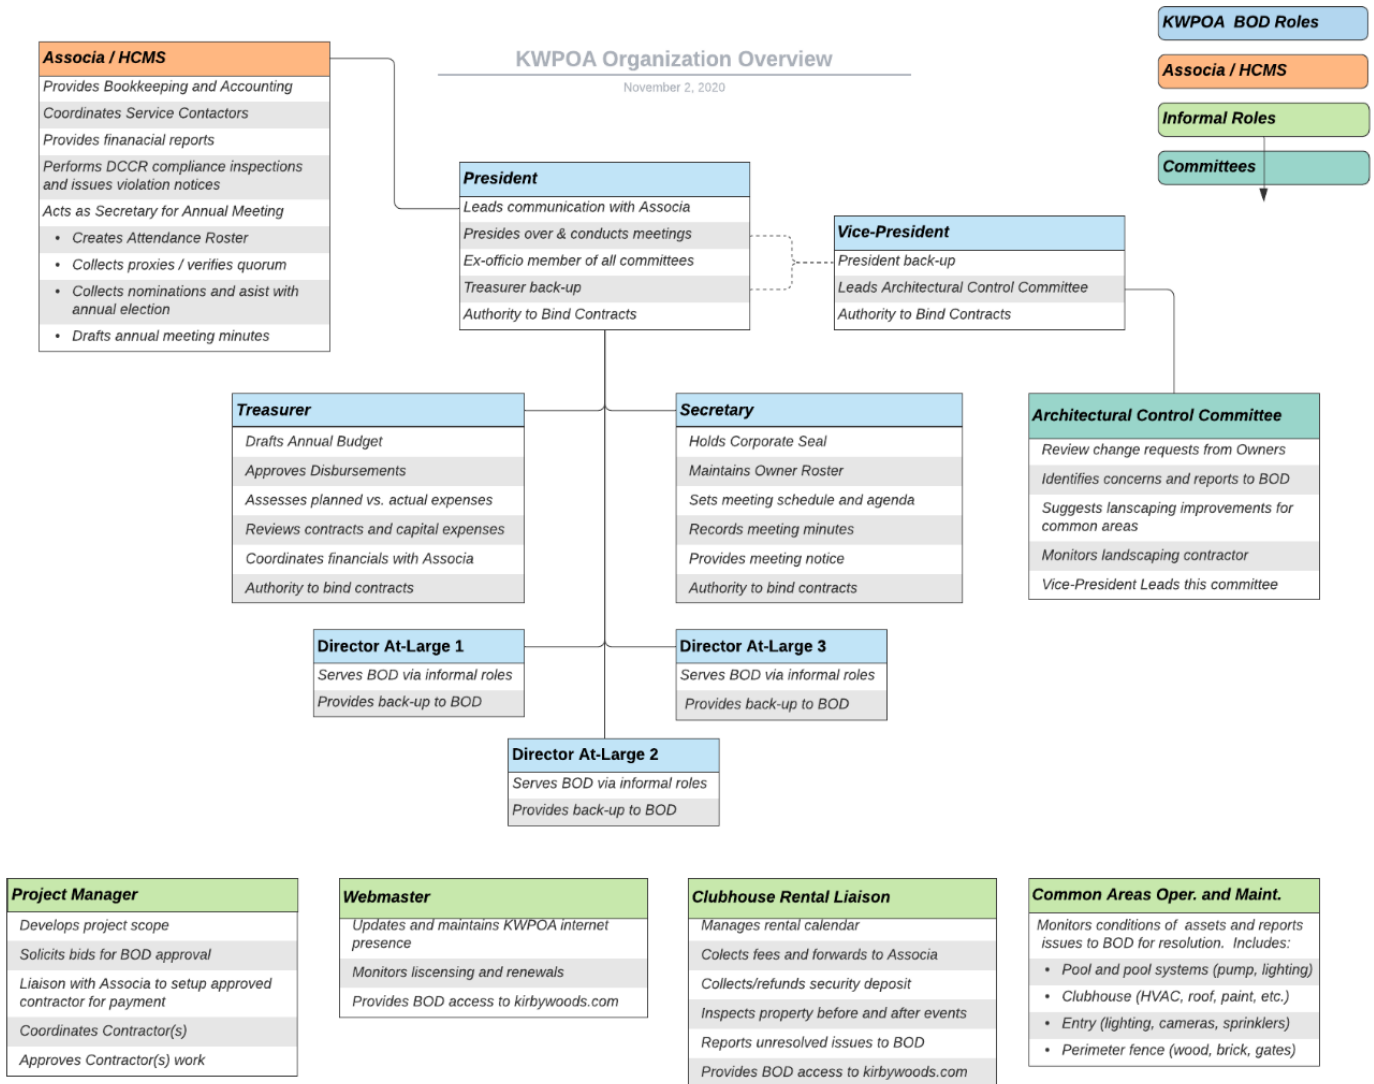 KWPOA Organization Overview
November 2, 2020
KWPOA  BOD Roles
Associa / HCMS
Informal Roles
Committees
Associa / HCMS
Provides Bookkeeping and Accounting
Coordinates Service Contactors
Provides finanacial reports
Performs DCCR compliance inspections
and issues violation notices
Acts as Secretary for Annual Meeting
• Creates Attendance Roster
• Collects proxies / verifies quorum
• Collects nominations and asist with
annual election
• Drafts annual meeting minutes
President
Leads communication with Associa
Presides over & conducts meetings
Ex-officio member of all committees
Treasurer back-up
Authority to Bind Contracts
Vice-President
President back-up
Leads Architectural Control Committee
Authority to Bind Contracts
Treasurer
Drafts Annual Budget
Approves Disbursements
Assesses planned vs. actual expenses
Reviews contracts and capital expenses
Coordinates financials with Associa
Authority to bind contracts
Secretary
Holds Corporate Seal
Maintains Owner Roster
Sets meeting schedule and agenda
Records meeting minutes
Provides meeting notice
Authority to bind contracts
Architectural Control Committee
Review change requests from Owners
Identifies concerns and reports to BOD
Suggests lanscaping improvements for
common areas
Monitors landscaping contractor
Vice-President Leads this committee
Director At-Large 1
Serves BOD via informal roles
Provides back-up to BOD
Director At-Large 3
Serves BOD via informal roles
Provides back-up to BOD
Director At-Large 2
Serves BOD via informal roles
Provides back-up to BOD
Project Manager
Develops project scope
Solicits bids for BOD approval
Liaison with Associa to setup approved
contractor for payment
Coordinates Contractor(s)
Approves Contractor(s) work
Webmaster
Updates and maintains KWPOA internet
presence
Monitors liscensing and renewals
Provides BOD access to kirbywoods.com
Clubhouse Rental Liaison
Manages rental calendar
Colects fees and forwards to Associa
Collects/refunds security deposit
Inspects property before and after events
Reports unresolved issues to BOD
Provides BOD access to kirbywoods.com
Common Areas Oper. and Maint.
Monitors conditions of  assets and reports
issues to BOD for resolution.  Includes:
• Pool and pool systems (pump, lighting)
• Clubhouse (HVAC, roof, paint, etc.)
• Entry (lighting, cameras, sprinklers)
• Perimeter fence (wood, brick, gates)